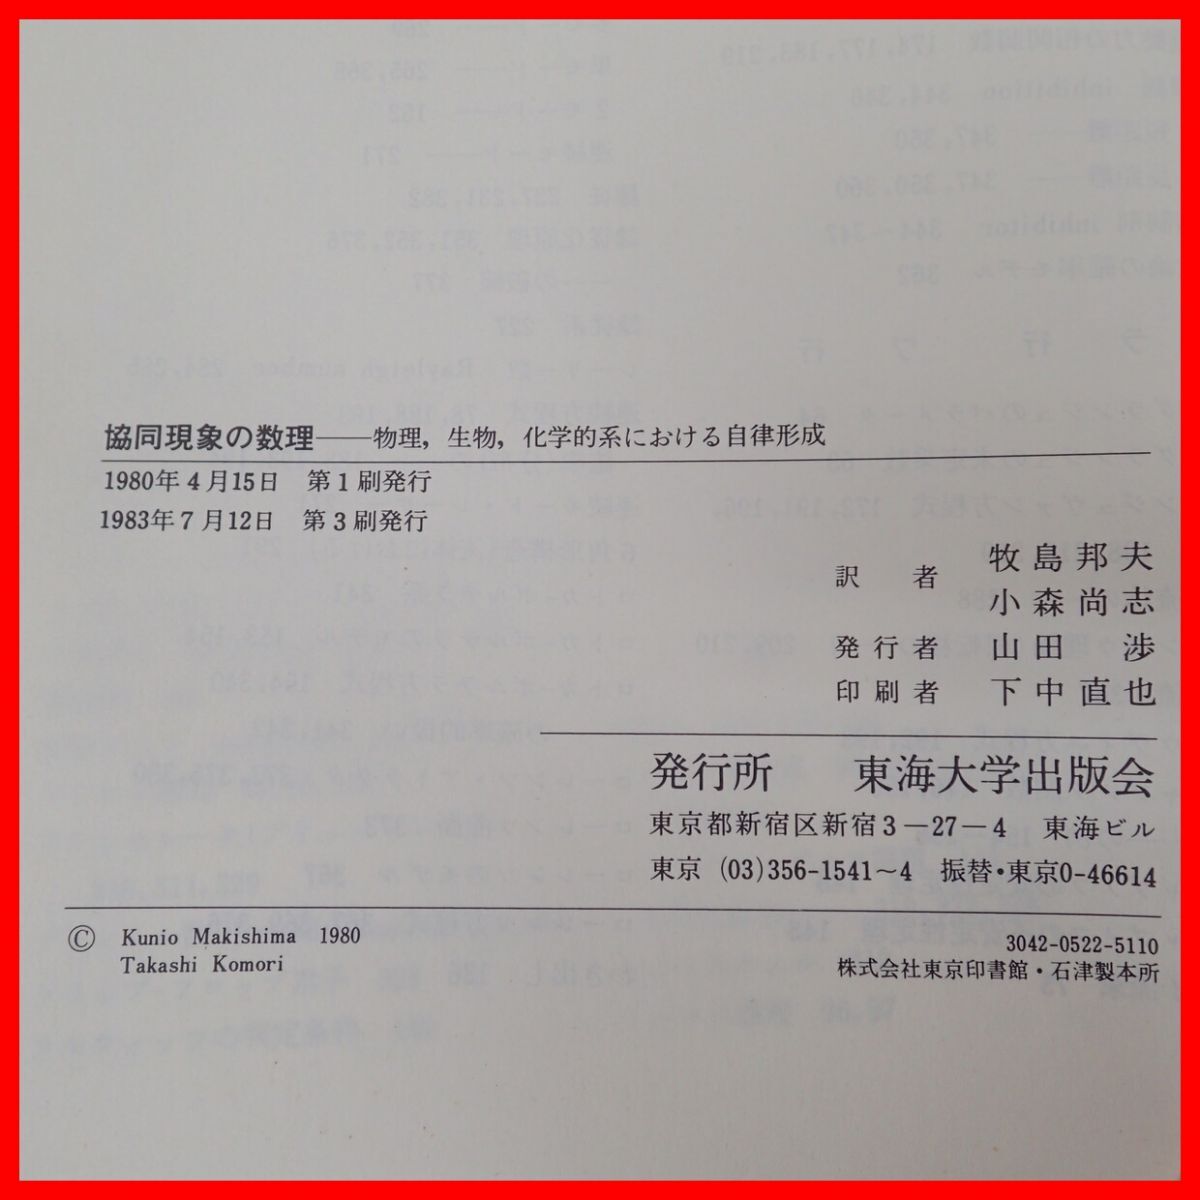 協同現象の数理――物理，生物，化学的系における自律形成
1980年4月15日　第1刷発行
1983年7月12日　第3刷発行
訳　者　牧島邦夫
小森尚志
発行者　山田　渉
印刷者　下中直也
発行所　東海大学出版会
東京都新宿区新宿3－27－4　東海ビル
東京 (03)356-1541～4　振替・東京0-46614
© Kunio Makishima 1980
Takashi Komori
3042-0522-5110
株式会社東京印書館・石津製本所